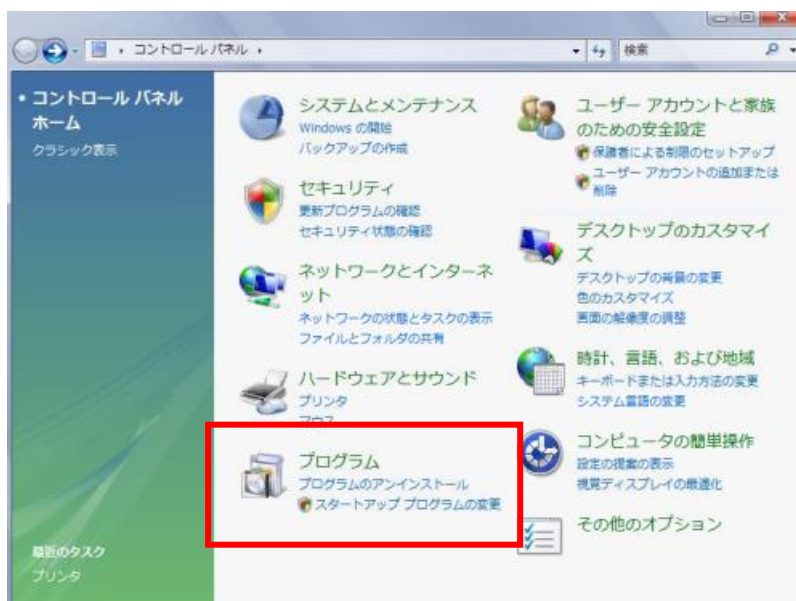 コントロール パネル
検索
コントロール パネル
ホーム
クラシック表示
システムとメンテナンス
Windows の開始
バックアップの作成
セキュリティ
更新プログラムの確認
セキュリティ状態の確認
ネットワークとインターネ
ット
ネットワークの状態とタスクの表示
ファイルとフォルダの共有
ハードウェアとサウンド
プリンタ
マウス
プログラム
プログラムのアンインストール
スタートアップ プログラムの変更
ユーザー アカウントと家族
のための安全設定
保護者による制限のセットアップ
ユーザー アカウントの追加または
削除
デスクトップのカスタマイ
ズ
デスクトップの背景の変更
色のカスタマイズ
画面の解像度の調整
時計、言語、および地域
キーボードまたは入力方法の変更
システム言語の変更
コンピュータの簡単操作
設定の提案の表示
視覚ディスプレイの最適化
その他のオプション
最近のタスク
プリンタ